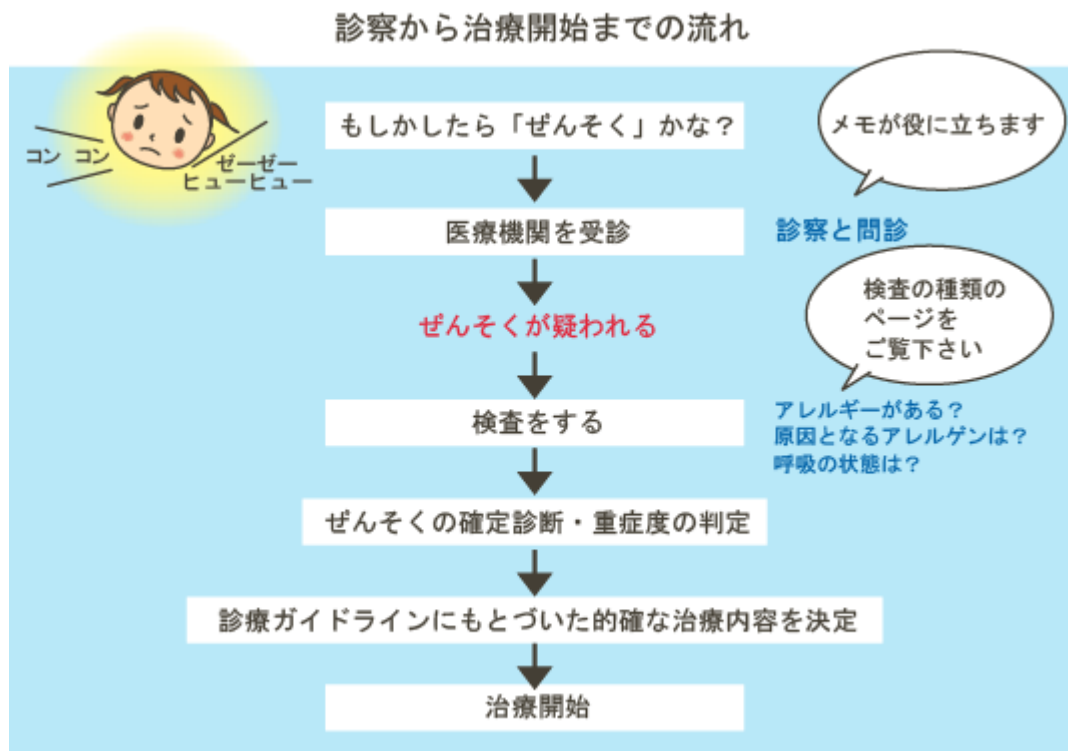 診察から治療開始までの流れ
もしかしたら「ぜんそく」かな？
メモが役に立ちます
コン コン
ゼーゼー
ヒューヒュー
医療機関を受診
診察と問診
ぜんそくが疑われる
検査の種類の
ページを
ご覧下さい
検査をする
アレルギーがある？
原因となるアレルゲンは？
呼吸の状態は？
ぜんそくの確定診断・重症度の判定
診療ガイドラインにもとづいた的確な治療内容を決定
治療開始